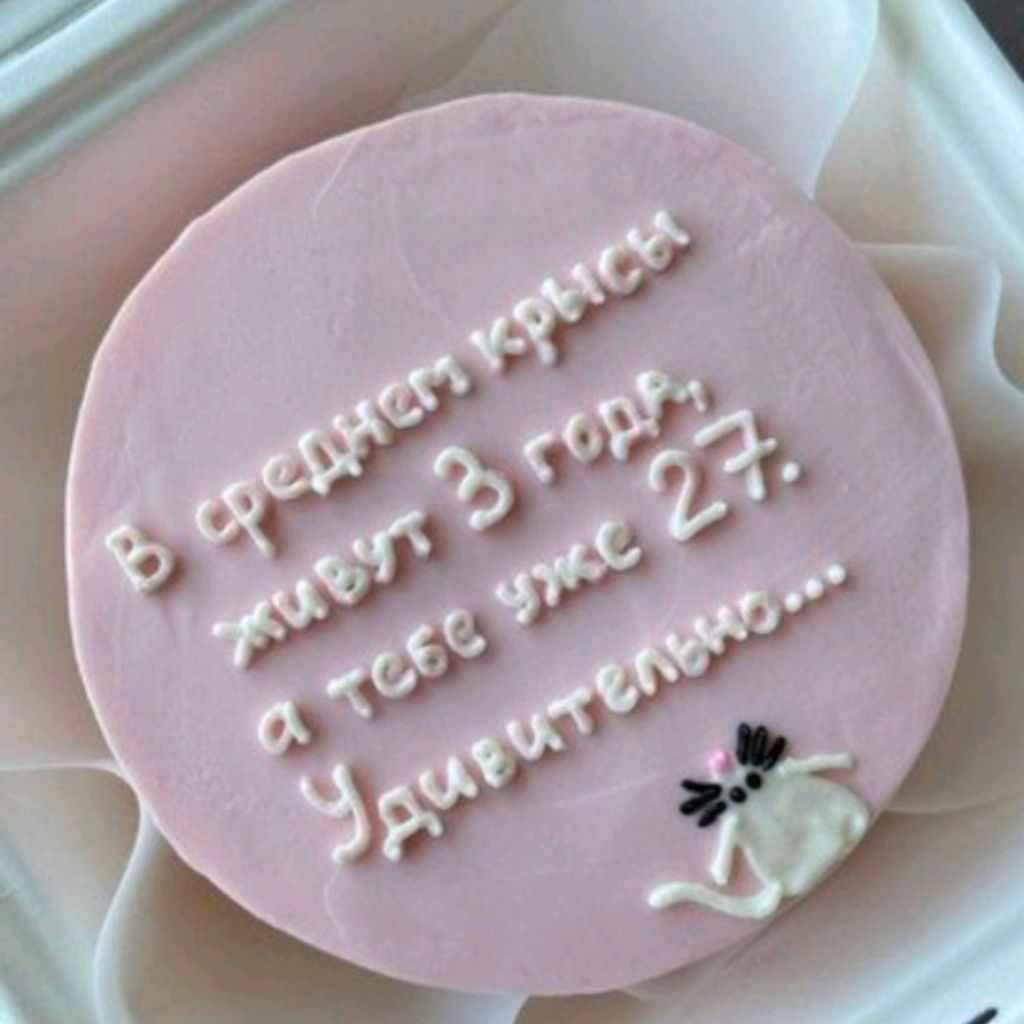 В среднем крысы
живут 3 года,
а тебе уже 27.
Удивительно...